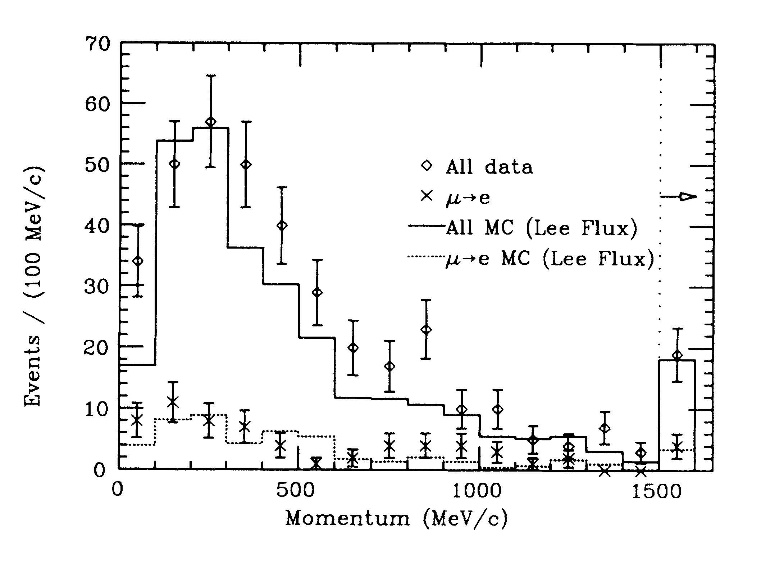 70
60
50
40
30
20
10
0
Events / (100 MeV/c)
All data
μ→e
All MC (Lee Flux)
μ→e MC (Lee Flux)
0 500 1000 1500
Momentum (MeV/c)